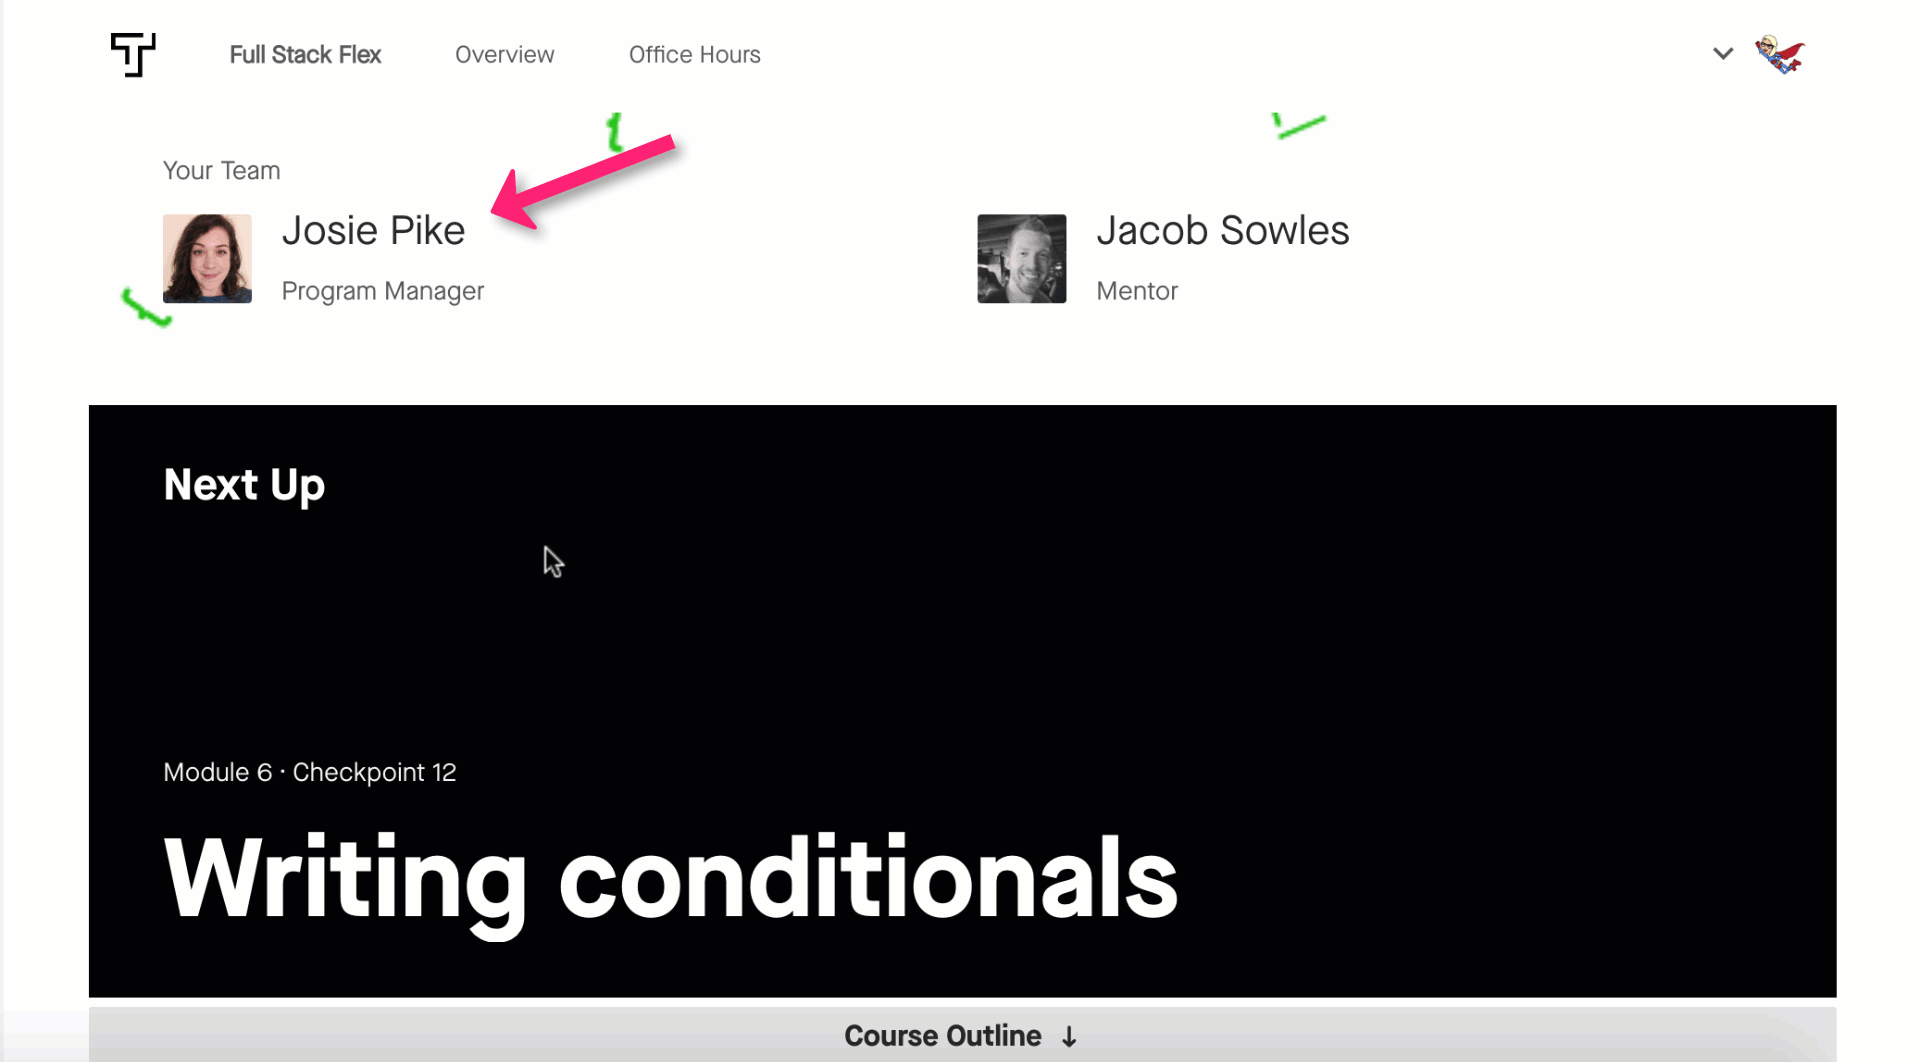 Full Stack Flex Overview Office Hours
Your Team
Josie Pike
Program Manager
Jacob Sowles
Mentor
Next Up
Module 6 · Checkpoint 12
Writing conditionals
Course Outline ↓